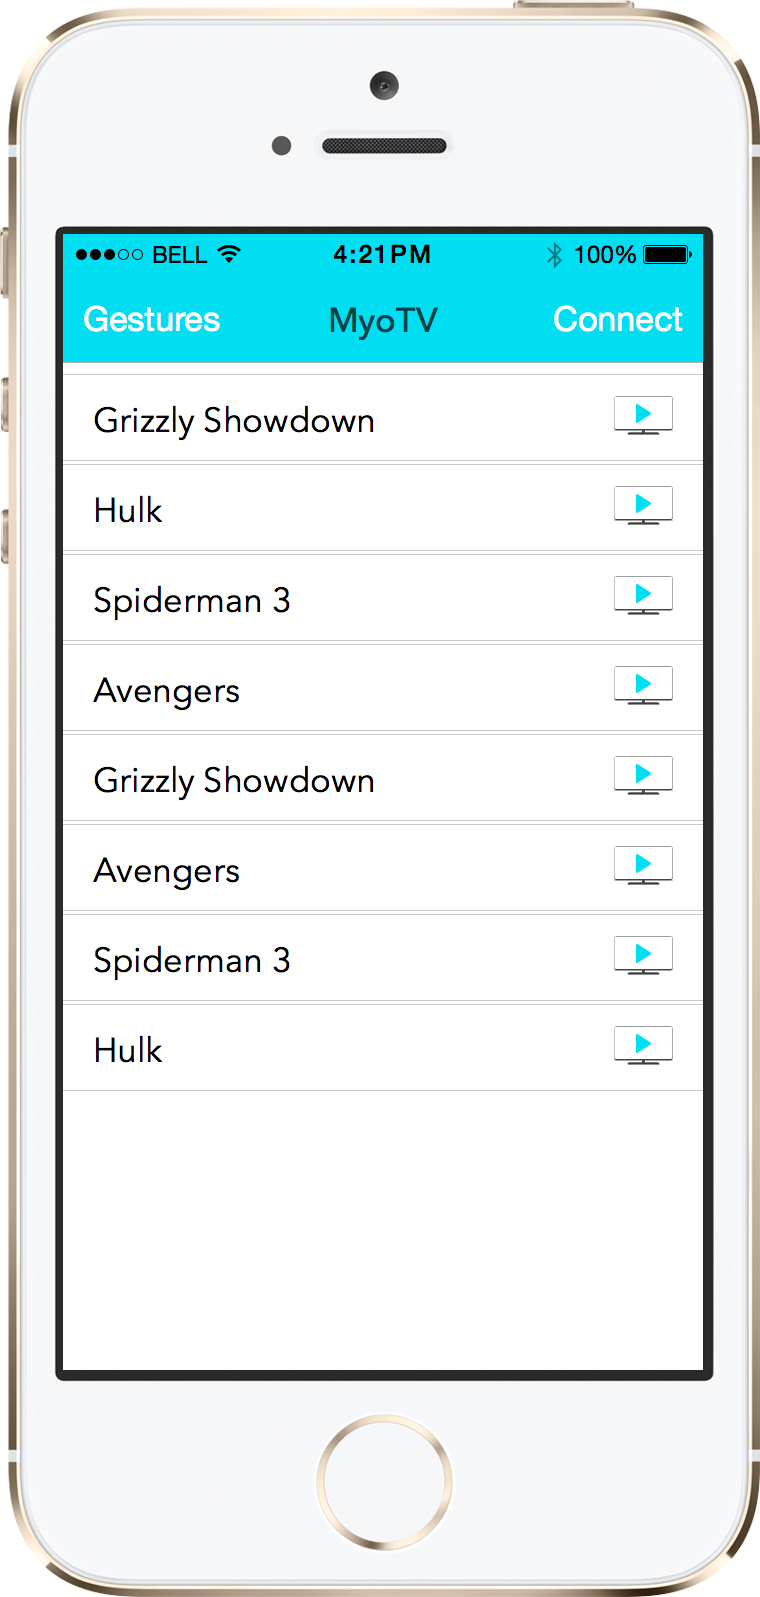 BELL 4:21PM 100%
Gestures MyoTV Connect
Grizzly Showdown
Hulk
Spiderman 3
Avengers
Grizzly Showdown
Avengers
Spiderman 3
Hulk